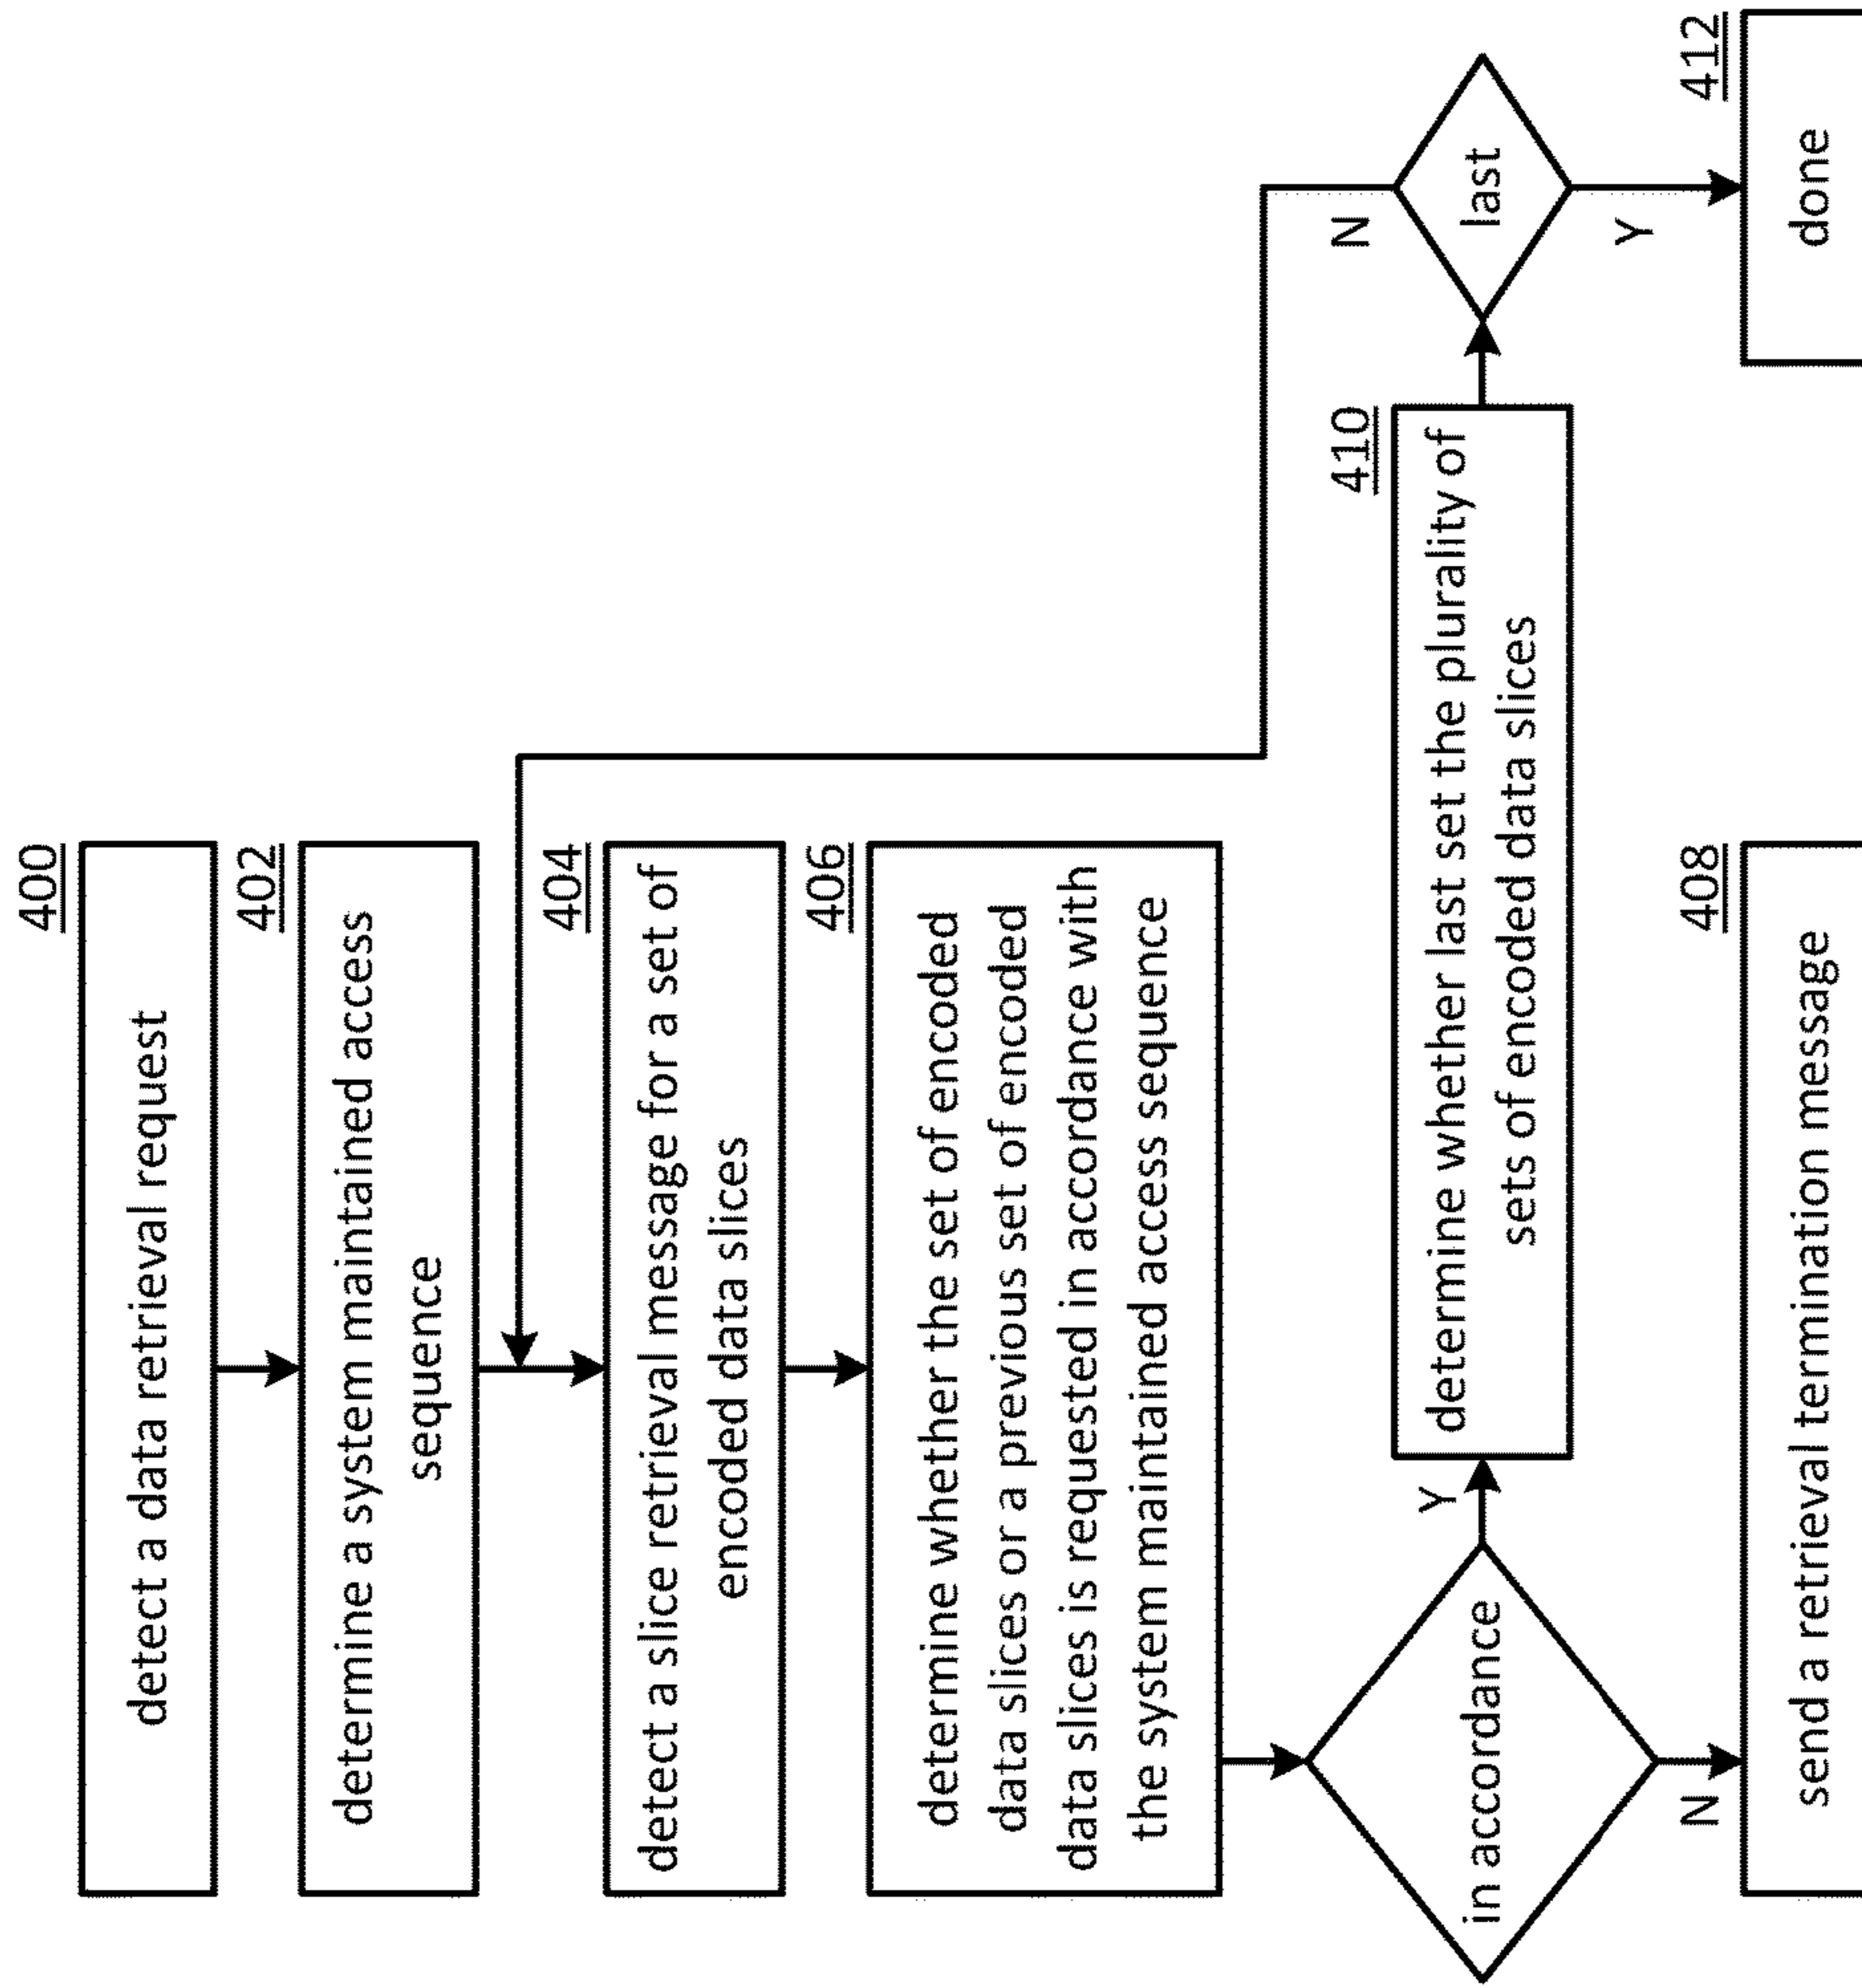 400
detect a data retrieval request
402
determine a system maintained access
sequence
404
detect a slice retrieval message for a set of
encoded data slices
406
determine whether the set of encoded
data slices or a previous set of encoded
data slices is requested in accordance with
the system maintained access sequence
in accordance
Y
N
410
determine whether last set the plurality of
sets of encoded data slices
last
N
Y
408
send a retrieval termination message
412
done